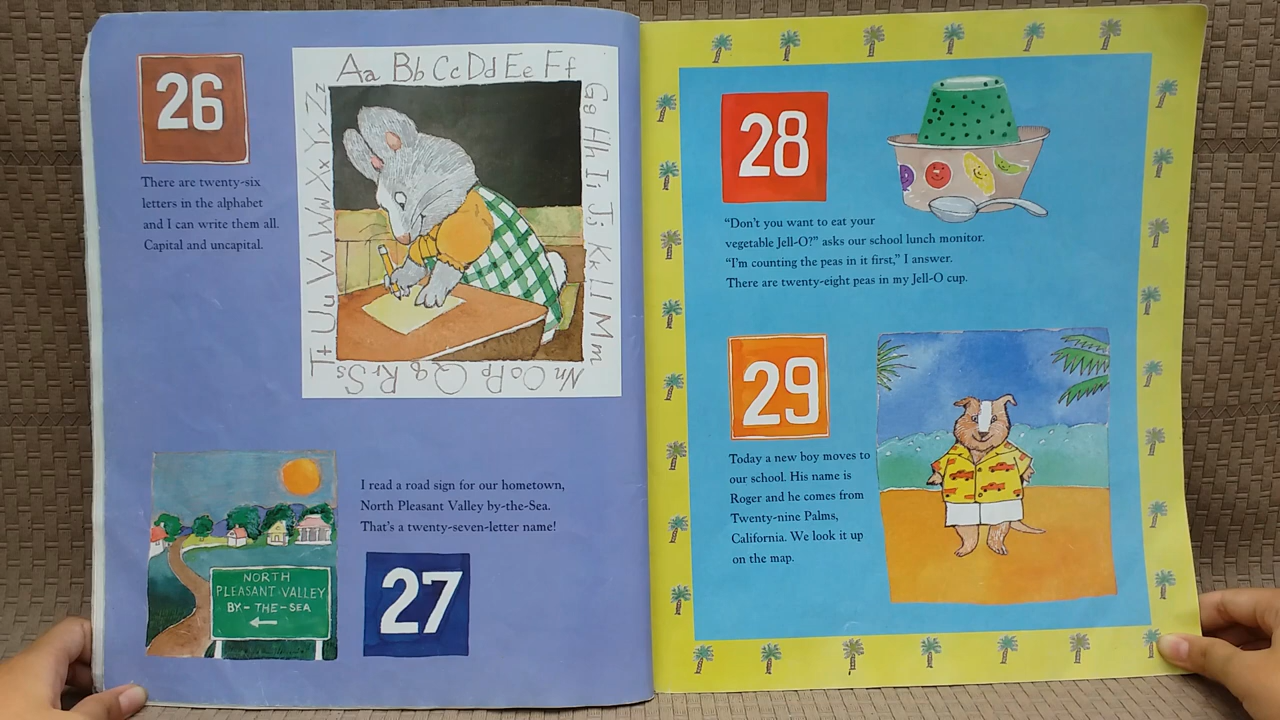 26
There are twenty-six
letters in the alphabet
and I can write them all.
Capital and uncapital.
Aa Bb Cc Dd Ee Ff
Gg Hh Ii Jj Kk Ll Mm
Nn Oo Pp Qq Rr Ss
Tt Uu Vv Ww Xx Yy Zz
I read a road sign for our hometown,
North Pleasant Valley by-the-Sea.
That's a twenty-seven-letter name!
NORTH
PLEASANT VALLEY
BY-THE-SEA
27
28
“Don't you want to eat your
vegetable Jell-O?” asks our school lunch monitor.
“I'm counting the peas in it first,” I answer.
There are twenty-eight peas in my Jell-O cup.
29
Today a new boy moves to
our school. His name is
Roger and he comes from
Twenty-nine Palms,
California. We look it up
on the map.